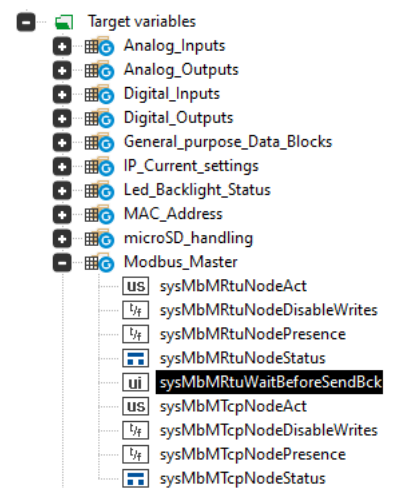 Target variables
G Analog_Inputs
G Analog_Outputs
G Digital_Inputs
G Digital_Outputs
G General_purpose_Data_Blocks
G IP_Current_settings
G Led_Backlight_Status
G MAC_Address
G microSD_handling
G Modbus_Master
US sysMbMRtuNodeAct
t/f sysMbMRtuNodeDisableWrites
t/f sysMbMRtuNodePresence
sysMbMRtuNodeStatus
ui sysMbMRtuWaitBeforeSendBck
US sysMbMTcpNodeAct
t/f sysMbMTcpNodeDisableWrites
t/f sysMbMTcpNodePresence
sysMbMTcpNodeStatus